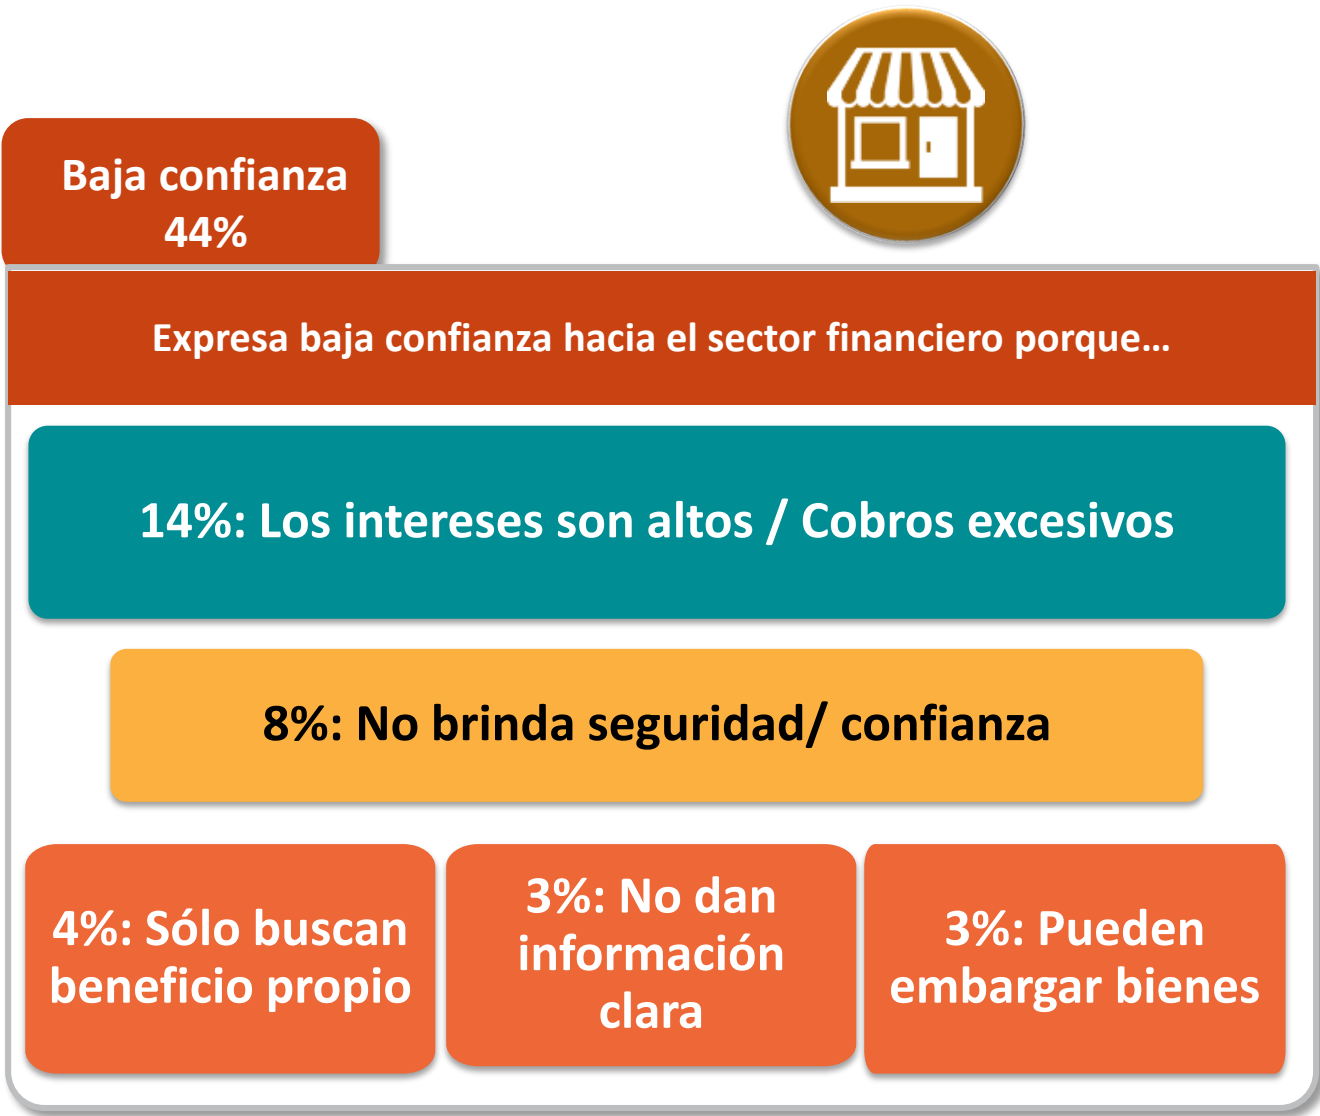 Baja confianza
44%
Expresa baja confianza hacia el sector financiero porque...
14%: Los intereses son altos / Cobros excesivos
8%: No brinda seguridad/ confianza
4%: Sólo buscan
beneficio propio
3%: No dan
información
clara
3%: Pueden
embargar bienes